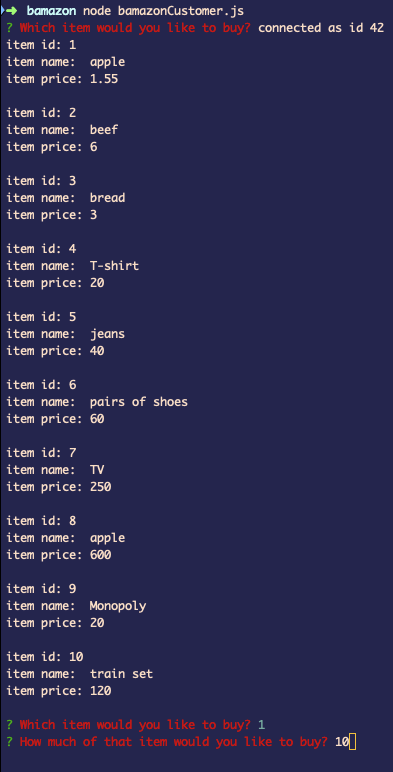 ➜ bamazon node bamazonCustomer.js
? Which item would you like to buy? connected as id 42
item id: 1
item name:  apple
item price: 1.55
item id: 2
item name:  beef
item price: 6
item id: 3
item name:  bread
item price: 3
item id: 4
item name:  T-shirt
item price: 20
item id: 5
item name:  jeans
item price: 40
item id: 6
item name:  pairs of shoes
item price: 60
item id: 7
item name:  TV
item price: 250
item id: 8
item name:  apple
item price: 600
item id: 9
item name:  Monopoly
item price: 20
item id: 10
item name:  train set
item price: 120
? Which item would you like to buy? 1
? How much of that item would you like to buy? 10